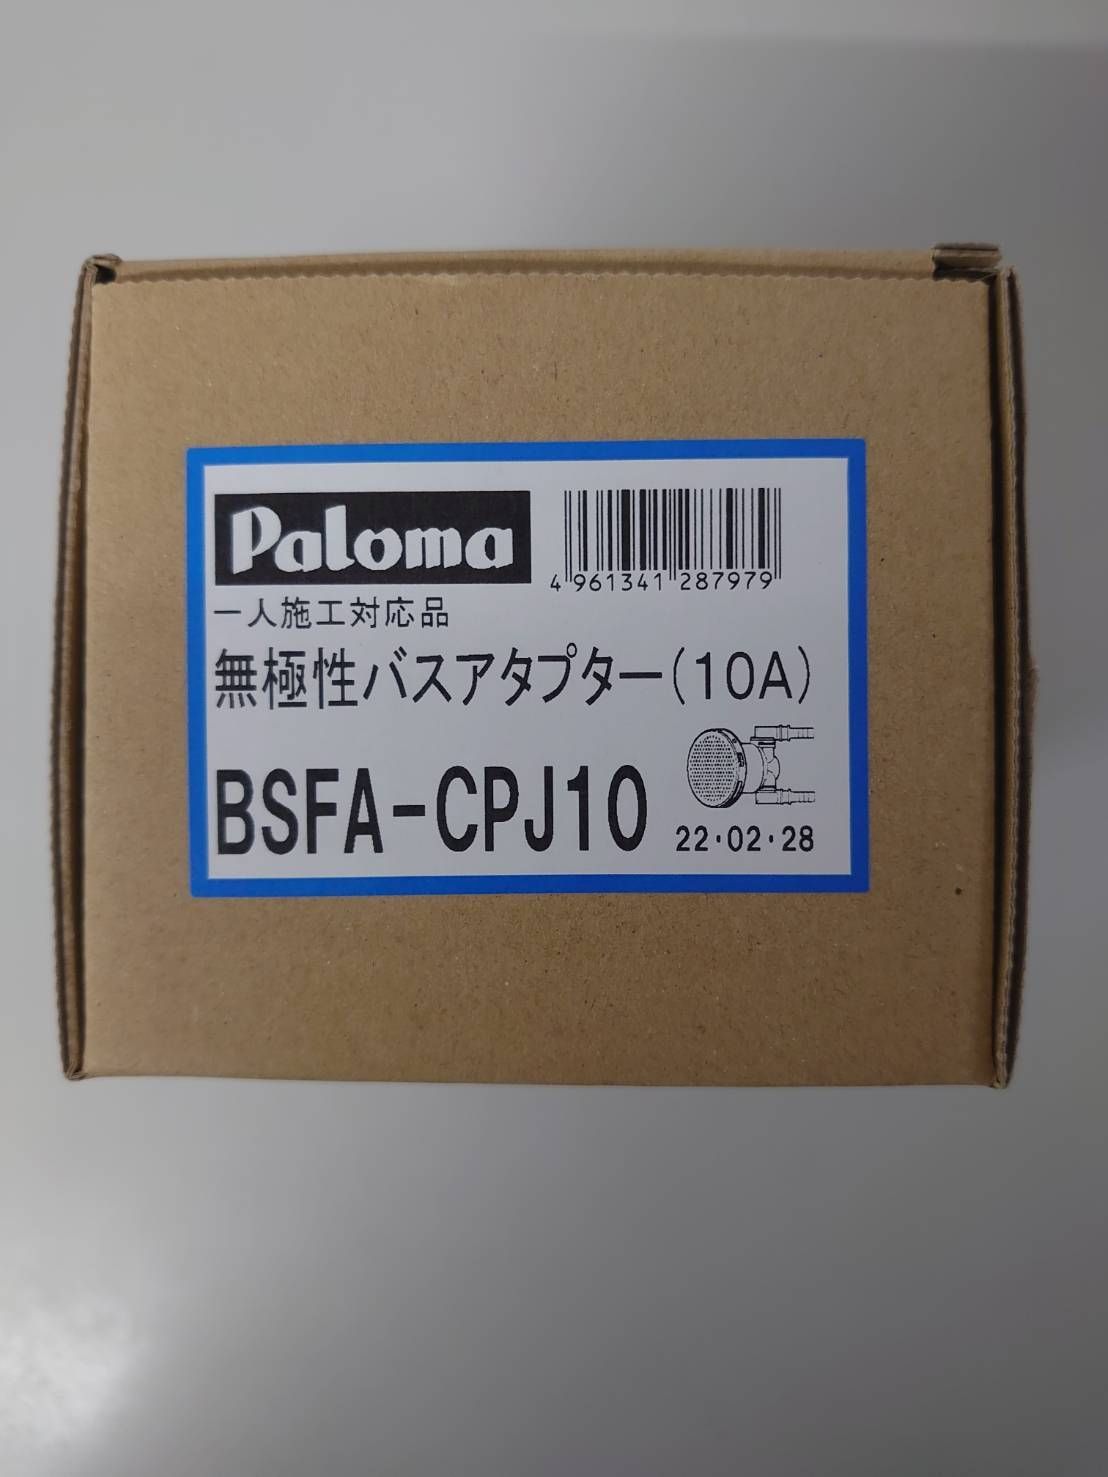 Paloma
4 961341 287979
一人施工対応品
無極性バスアタプター(10A)
BSFA-CPJ10
22・02・28